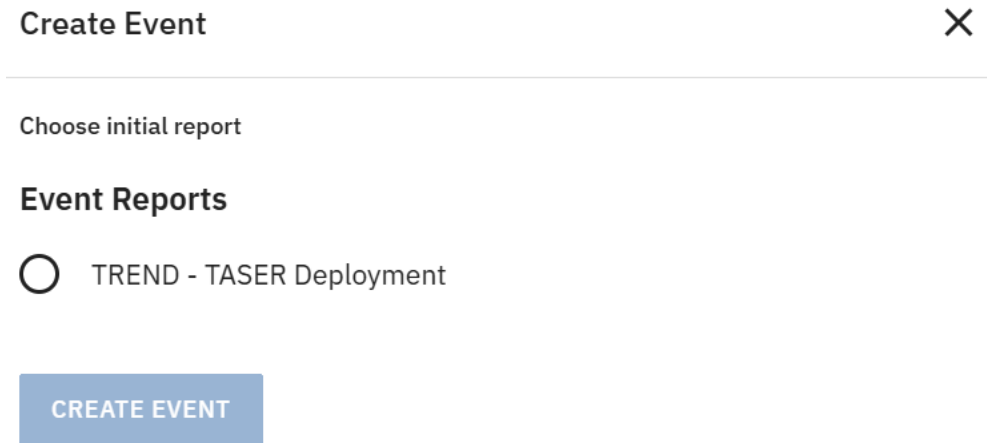 Create Event
Choose initial report
Event Reports
TREND - TASER Deployment
CREATE EVENT